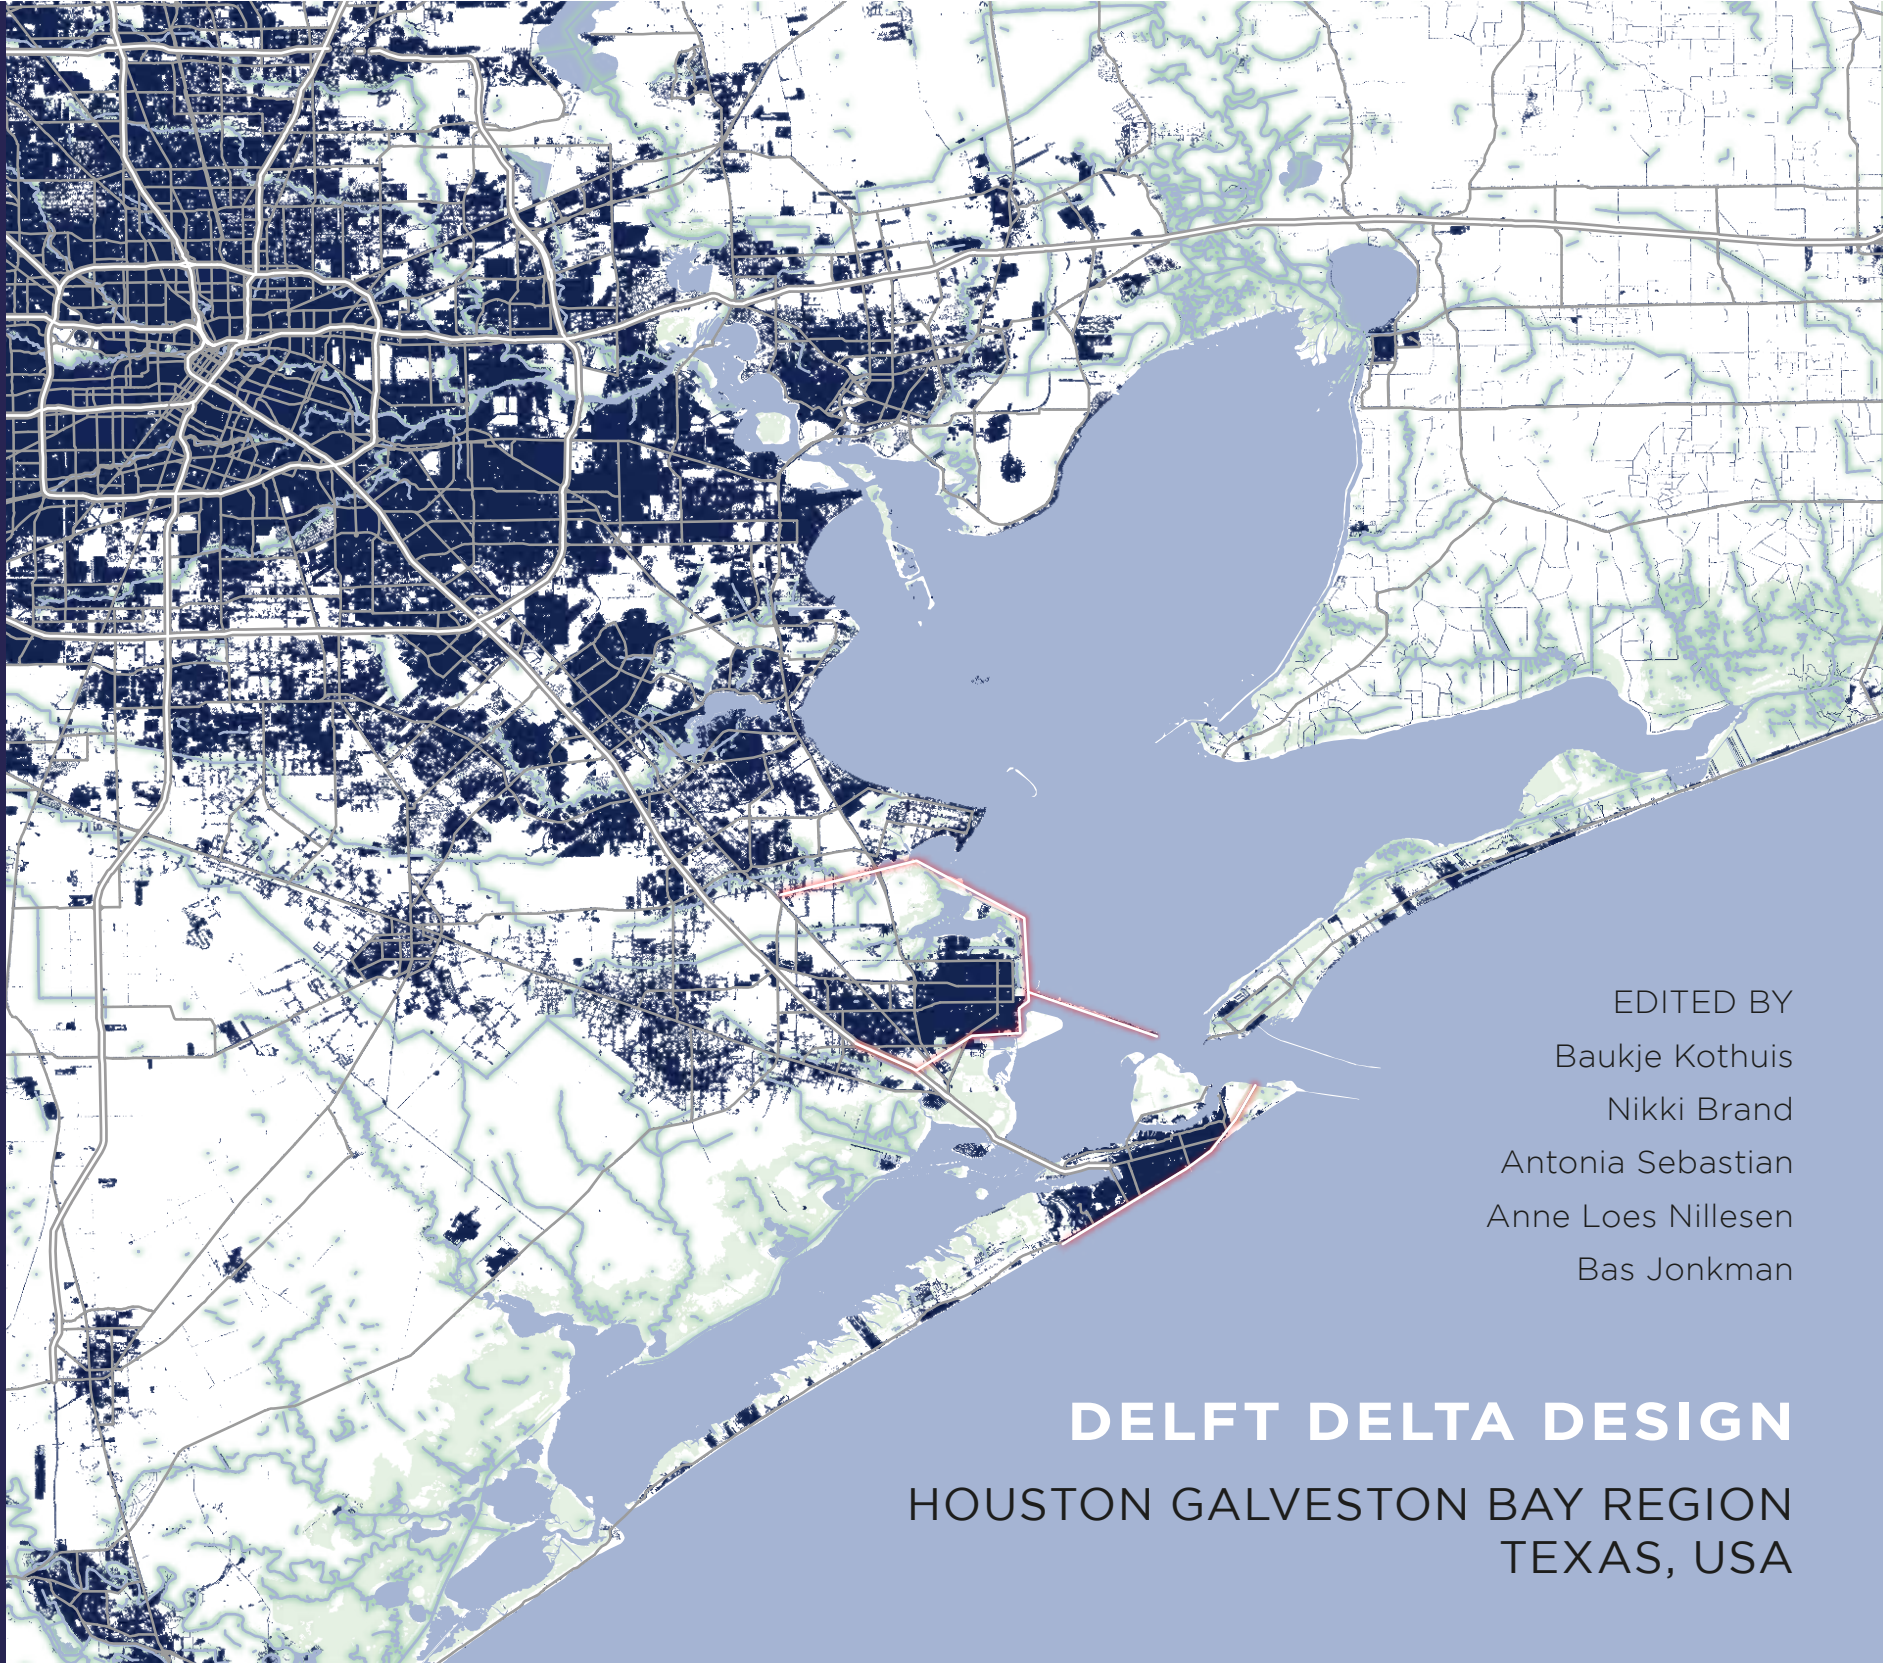 EDITED BY
Baukje Kothuis
Nikki Brand
Antonia Sebastian
Anne Loes Nillesen
Bas Jonkman
DELFT DELTA DESIGN
HOUSTON GALVESTON BAY REGION
TEXAS, USA